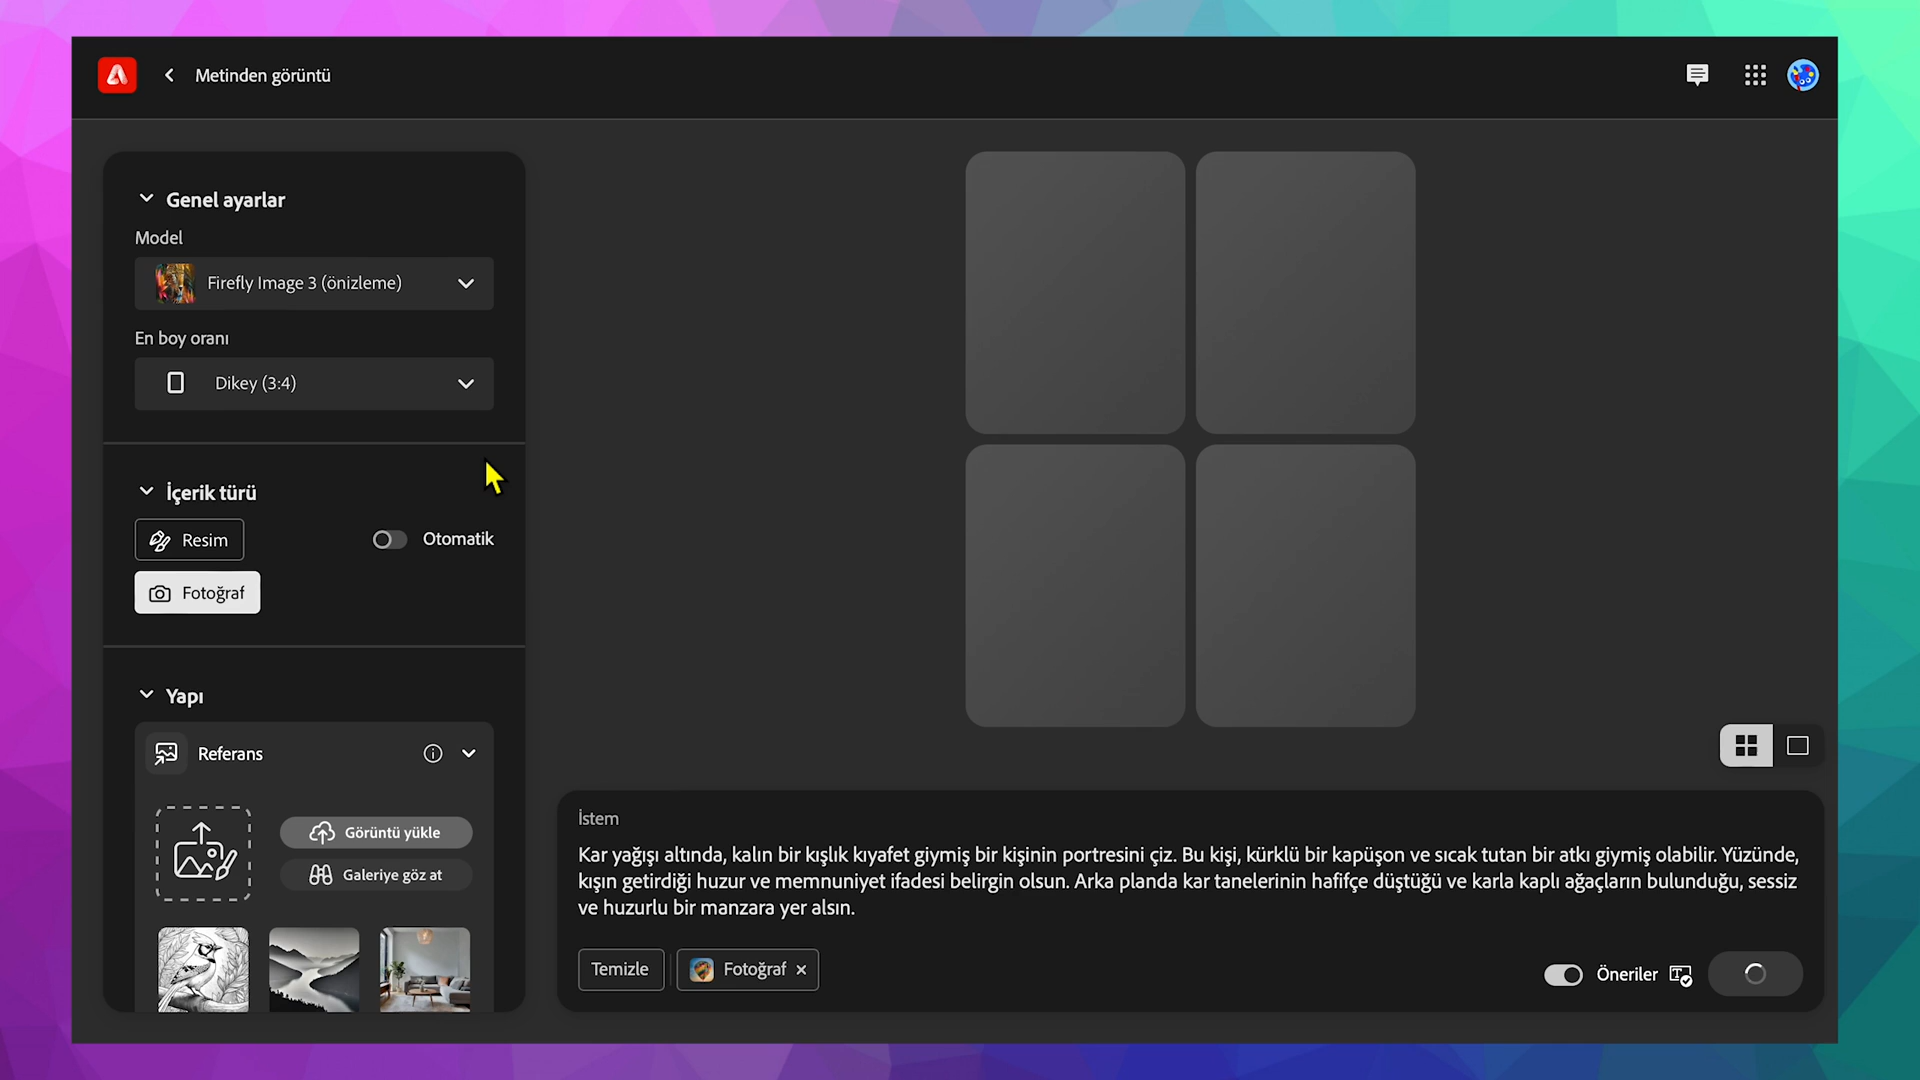 Metinden görüntü
Genel ayarlar
Model
Firefly Image 3 (önizleme)
En boy oranı
Dikey (3:4)
İçerik türü
Resim
Otomatik
Fotoğraf
Yapı
Referans
Görüntü yükle
Galeriye göz at
İstem
Kar yağışı altında, kalın bir kışlık kıyafet giymiş bir kişinin portresini çiz. Bu kişi, kürklü bir kapüşon ve sıcak tutan bir atkı giymiş olabilir. Yüzünde,
kışın getirdiği huzur ve memnuniyet ifadesi belirgin olsun. Arka planda kar tanelerinin hafifçe düştüğü ve karla kaplı ağaçların bulunduğu, sessiz
ve huzurlu bir manzara yer alsın.
Temizle
Fotoğraf
Öneriler